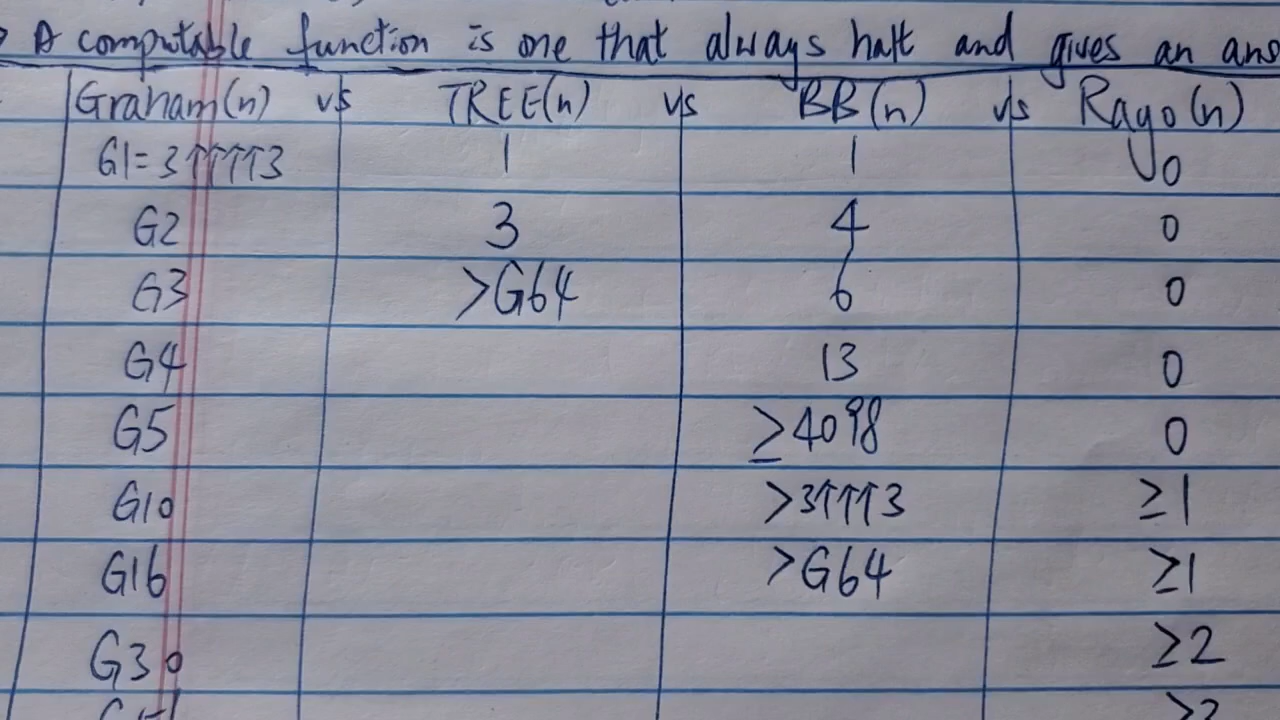 A computable function is one that always halt and gives an ans
Graham(n) vs TREE(n) vs BB(n) vs Rayo(n)
G1=3↑↑↑↑3 1 1 0
G2 3 4 0
G3 >G64 6 0
G4 13 0
G5 ≥4098 0
G10 >3↑↑↑3 ≥1
G16 >G64 ≥1
G30 ≥2